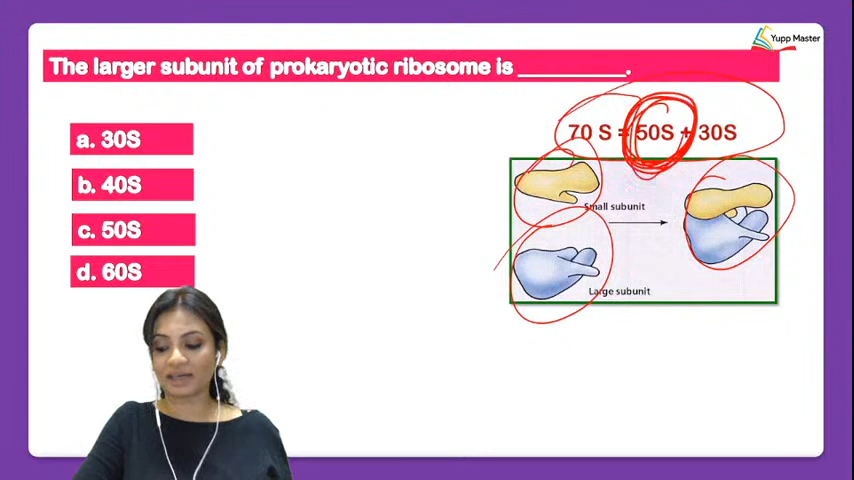 Yupp Master
The larger subunit of prokaryotic ribosome is _________.
70 S = 50S + 30S
a. 30S
b. 40S
c. 50S
d. 60S
Small subunit
Large subunit